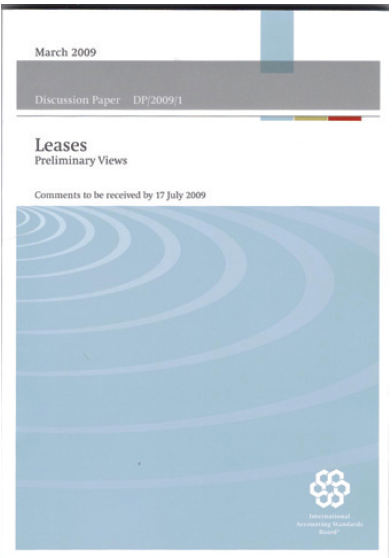 March 2009
Discussion Paper DP/2009/1
Leases
Preliminary Views
Comments to be received by 17 July 2009
International
Accounting Standards
Board®